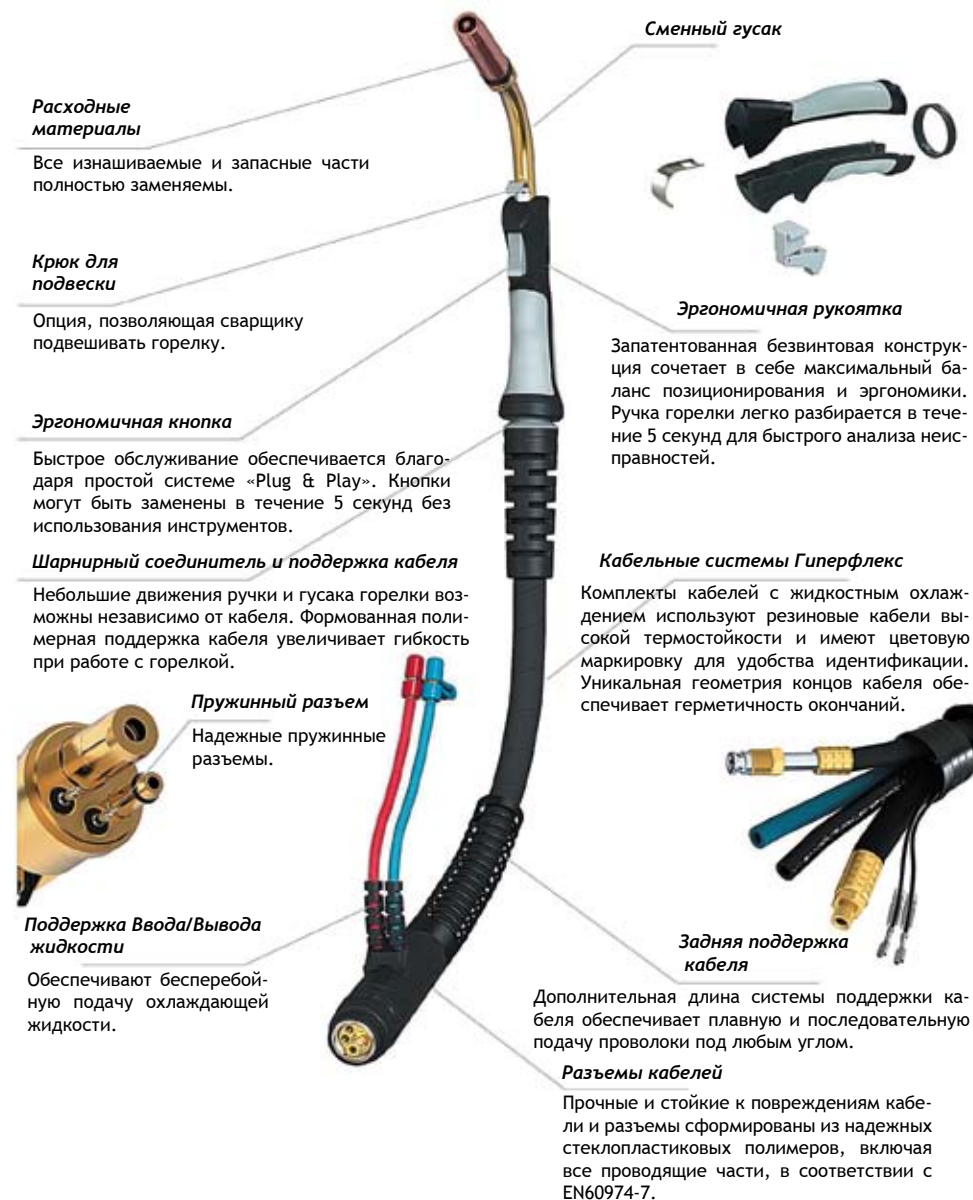 Сменный гусак
Расходные
материалы
Все изнашиваемые и запасные части
полностью заменяемы.
Крюк для
подвески
Опция, позволяющая сварщику
подвешивать горелку.
Эргономичная рукоятка
Запатентованная безвинтовая конструк-
ция сочетает в себе максимальный ба-
ланс позиционирования и эргономики.
Ручка горелки легко разбирается в тече-
ние 5 секунд для быстрого анализа неис-
правностей.
Эргономичная кнопка
Быстрое обслуживание обеспечивается благо-
даря простой системе «Plug & Play». Кнопки
могут быть заменены в течение 5 секунд без
использования инструментов.
Шарнирный соединитель и поддержка кабеля
Небольшие движения ручки и гусака горелки воз-
можны независимо от кабеля. Формованная поли-
мерная поддержка кабеля увеличивает гибкость
при работе с горелкой.
Кабельные системы Гиперфлекс
Комплекты кабелей с жидкостным охлаж-
дением используют резиновые кабели вы-
сокой термостойкости и имеют цветовую
маркировку для удобства идентификации.
Уникальная геометрия концов кабеля обе-
спечивает герметичность окончаний.
Пружинный разъем
Надежные пружинные
разъемы.
Поддержка Ввода/Вывода
жидкости
Обеспечивают бесперебой-
ную подачу охлаждающей
жидкости.
Задняя поддержка
кабеля
Дополнительная длина системы поддержки ка-
беля обеспечивает плавную и последовательную
подачу проволоки под любым углом.
Разъемы кабелей
Прочные и стойкие к повреждениям кабе-
ли и разъемы сформированы из надежных
стеклопластиковых полимеров, включая
все проводящие части, в соответствии с
EN60974-7.